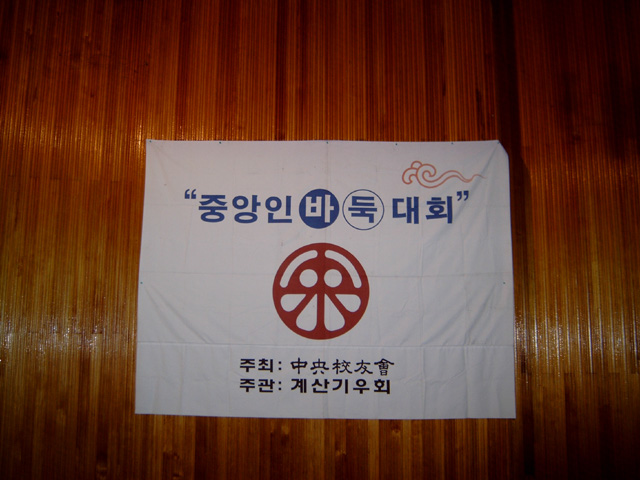 “중앙인바둑대회”
주최: 中央校友會
주관: 계산기우회